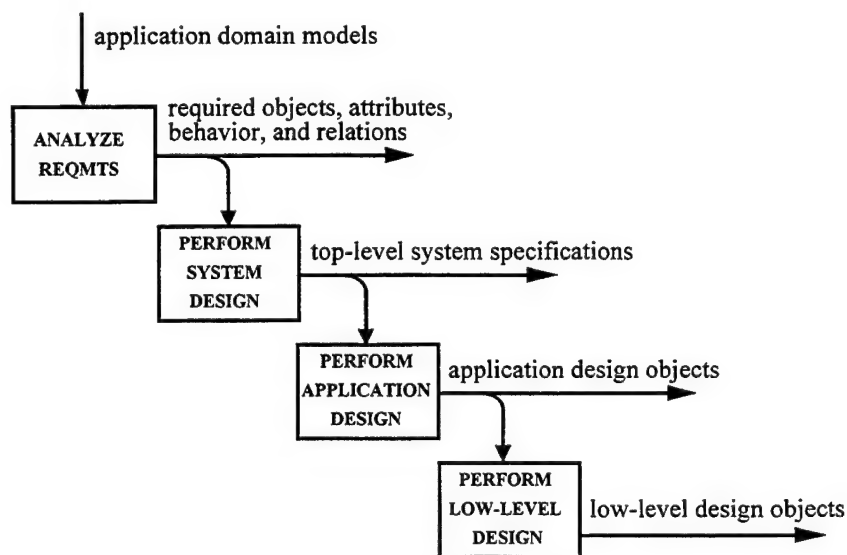 application domain models
required objects, attributes,
behavior, and relations
ANALYZE
REQMTS
PERFORM
SYSTEM
DESIGN
top-level system specifications
PERFORM
APPLICATION
DESIGN
application design objects
PERFORM
LOW-LEVEL
DESIGN
low-level design objects